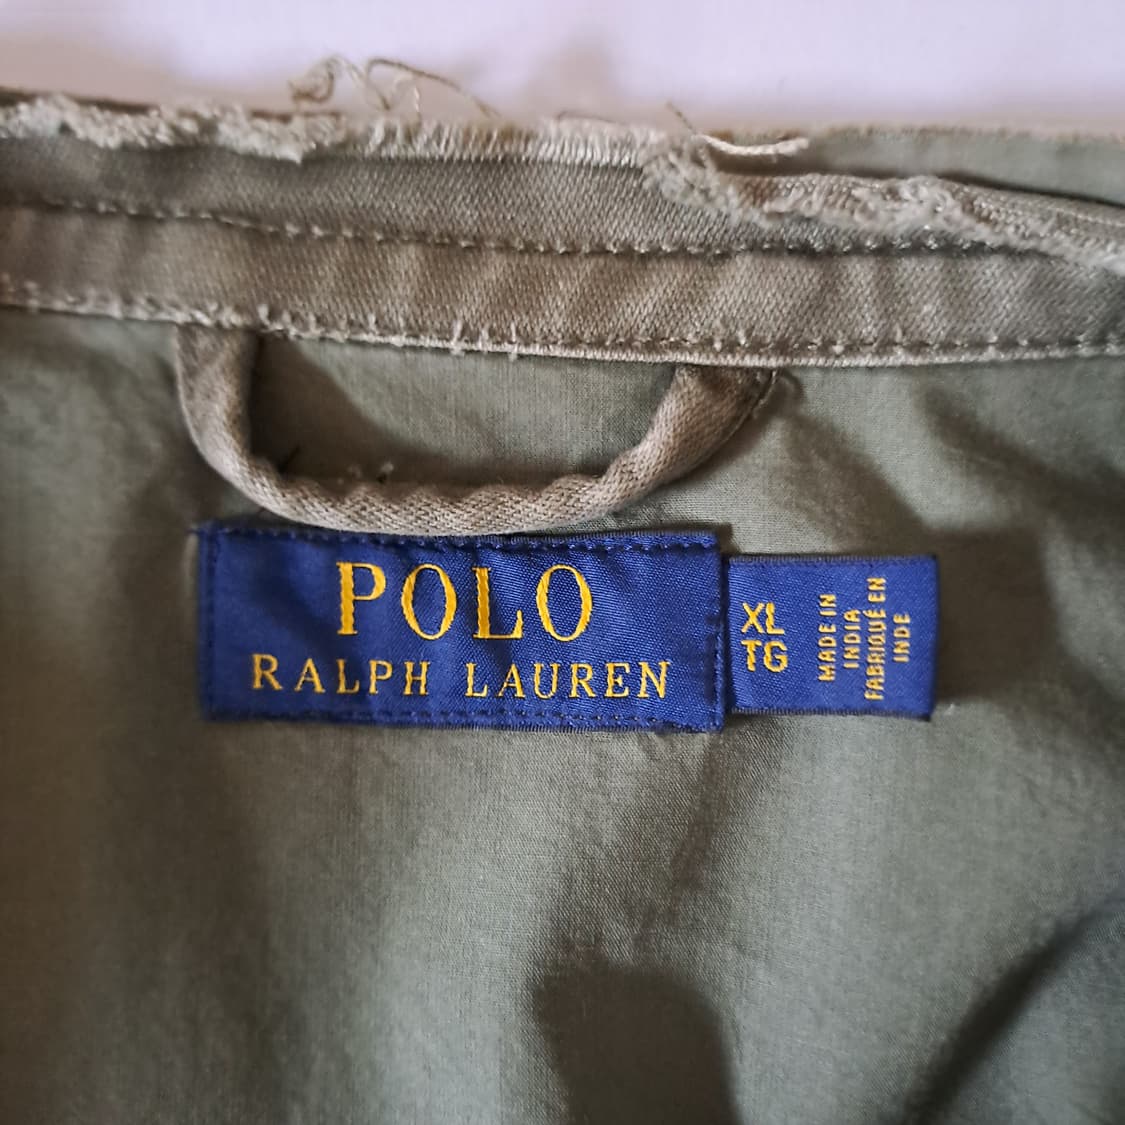 POLO
RALPH LAUREN
XL
TG
MADE IN
INDIA
FABRIQUÉ EN
INDE